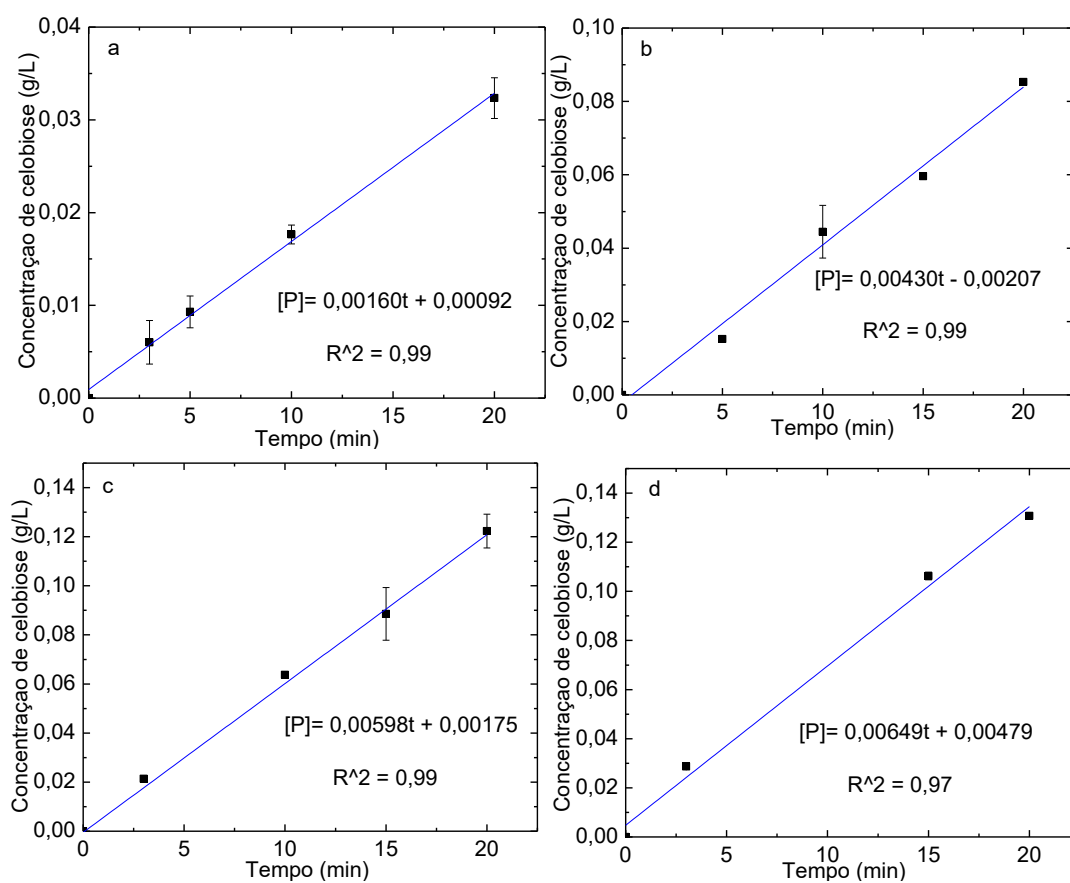 a
Concentraçao de celobiose (g/L)
0,04
0,03
0,02
0,01
0,00
[P]= 0,00160t + 0,00092
R^2 = 0,99
0 5 10 15 20
Tempo (min)
b
Concentraçao de celobiose (g/L)
0,10
0,08
0,06
0,04
0,02
0,00
[P]= 0,00430t - 0,00207
R^2 = 0,99
0 5 10 15 20
Tempo (min)
c
Concentraçao de celobiose (g/L)
0,14
0,12
0,10
0,08
0,06
0,04
0,02
0,00
[P]= 0,00598t + 0,00175
R^2 = 0,99
0 5 10 15 20
Tempo (min)
d
Concentraçao de celobiose (g/L)
0,14
0,12
0,10
0,08
0,06
0,04
0,02
0,00
[P]= 0,00649t + 0,00479
R^2 = 0,97
0 5 10 15 20
Tempo (min)